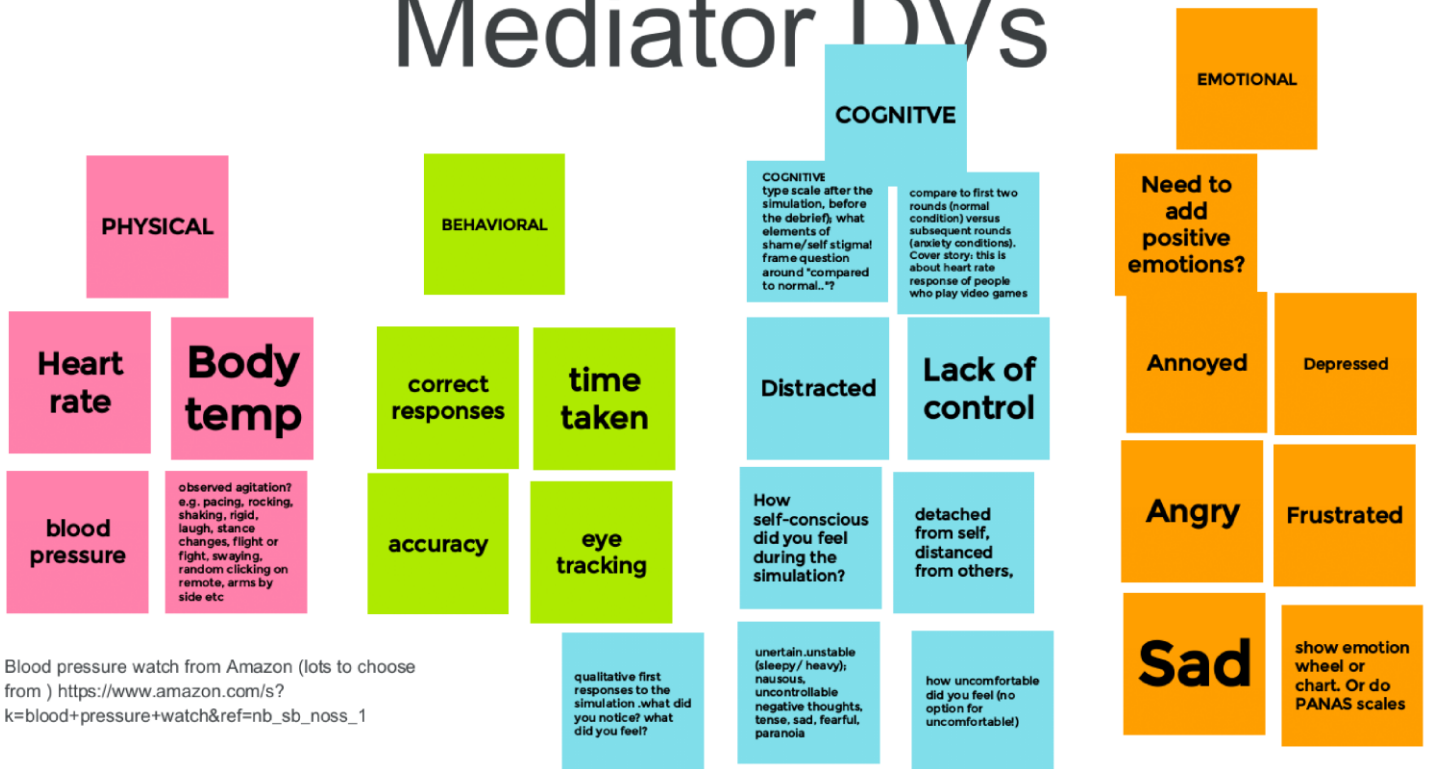 Mediator DVs
PHYSICAL
Heart
rate
Body
temp
blood
pressure
observed agitation?
e.g. pacing, rocking,
shaking, rigid,
laugh, stance
changes, flight or
fight, swaying,
random clicking on
remote, arms by
side etc
Blood pressure watch from Amazon (lots to choose
from ) https://www.amazon.com/s?
k=blood+pressure+watch&ref=nb_sb_noss_1
BEHAVIORAL
correct
responses
time
taken
accuracy
eye
tracking
COGNITVE
COGNITIVE
type scale after the
simulation, before
the debrief); what
elements of
shame/self stigma!
frame question
around "compared
to normal.."?
compare to first two
rounds (normal
condition) versus
subsequent rounds
(anxiety conditions).
Cover story: this is
about heart rate
response of people
who play video games
Distracted
Lack of
control
How
self-conscious
did you feel
during the
simulation?
detached
from self,
distanced
from others,
qualitative first
responses to the
simulation .what did
you notice? what
did you feel?
unertain.unstable
(sleepy/ heavy);
nausous,
uncontrollable
negative thoughts,
tense, sad, fearful,
paranoia
how uncomfortable
did you feel (no
option for
uncomfortable!)
EMOTIONAL
Need to
add
positive
emotions?
Annoyed
Depressed
Angry
Frustrated
Sad
show emotion
wheel or
chart. Or do
PANAS scales